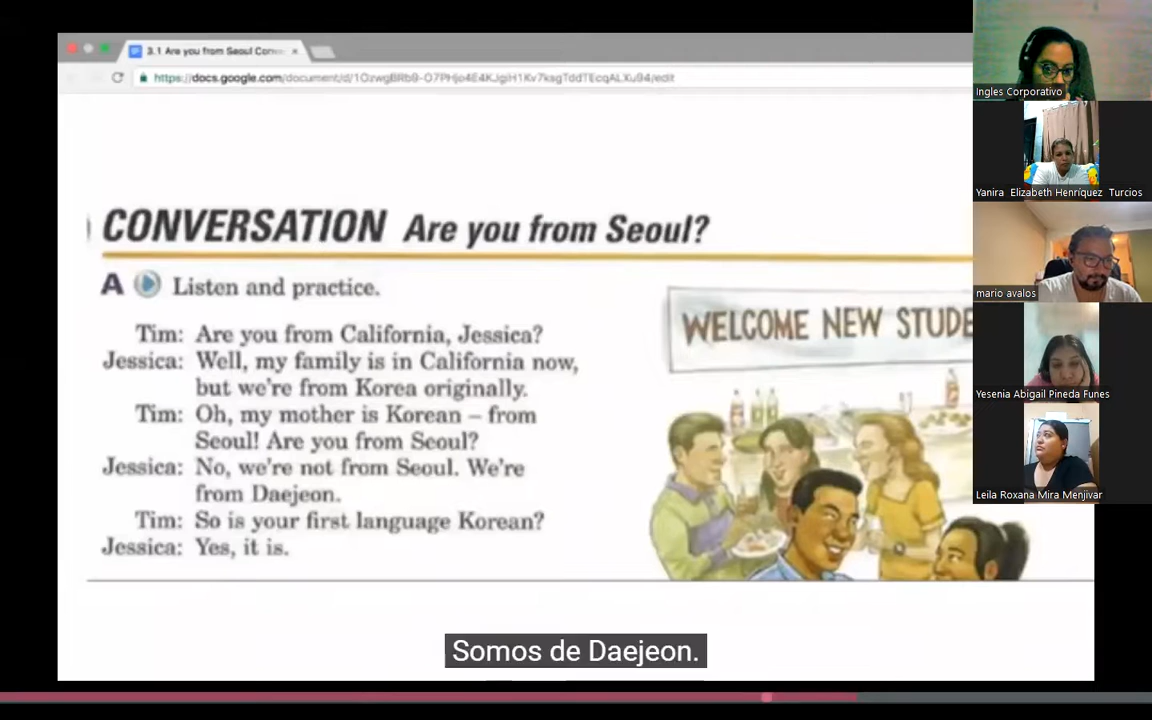 3.1 Are you from Seoul Conv
CONVERSATION Are you from Seoul?
A Listen and practice.
Tim: Are you from California, Jessica?
Jessica: Well, my family is in California now,
but we're from Korea originally.
Tim: Oh, my mother is Korean – from
Seoul! Are you from Seoul?
Jessica: No, we're not from Seoul. We're
from Daejeon.
Tim: So is your first language Korean?
Jessica: Yes, it is.
WELCOME NEW STUDE
Somos de Daejeon.
Ingles Corporativo
Yanira Elizabeth Henríquez Turcios
mario avalos
Yesenia Abigail Pineda Funes
Leila Roxana Mira Menjivar